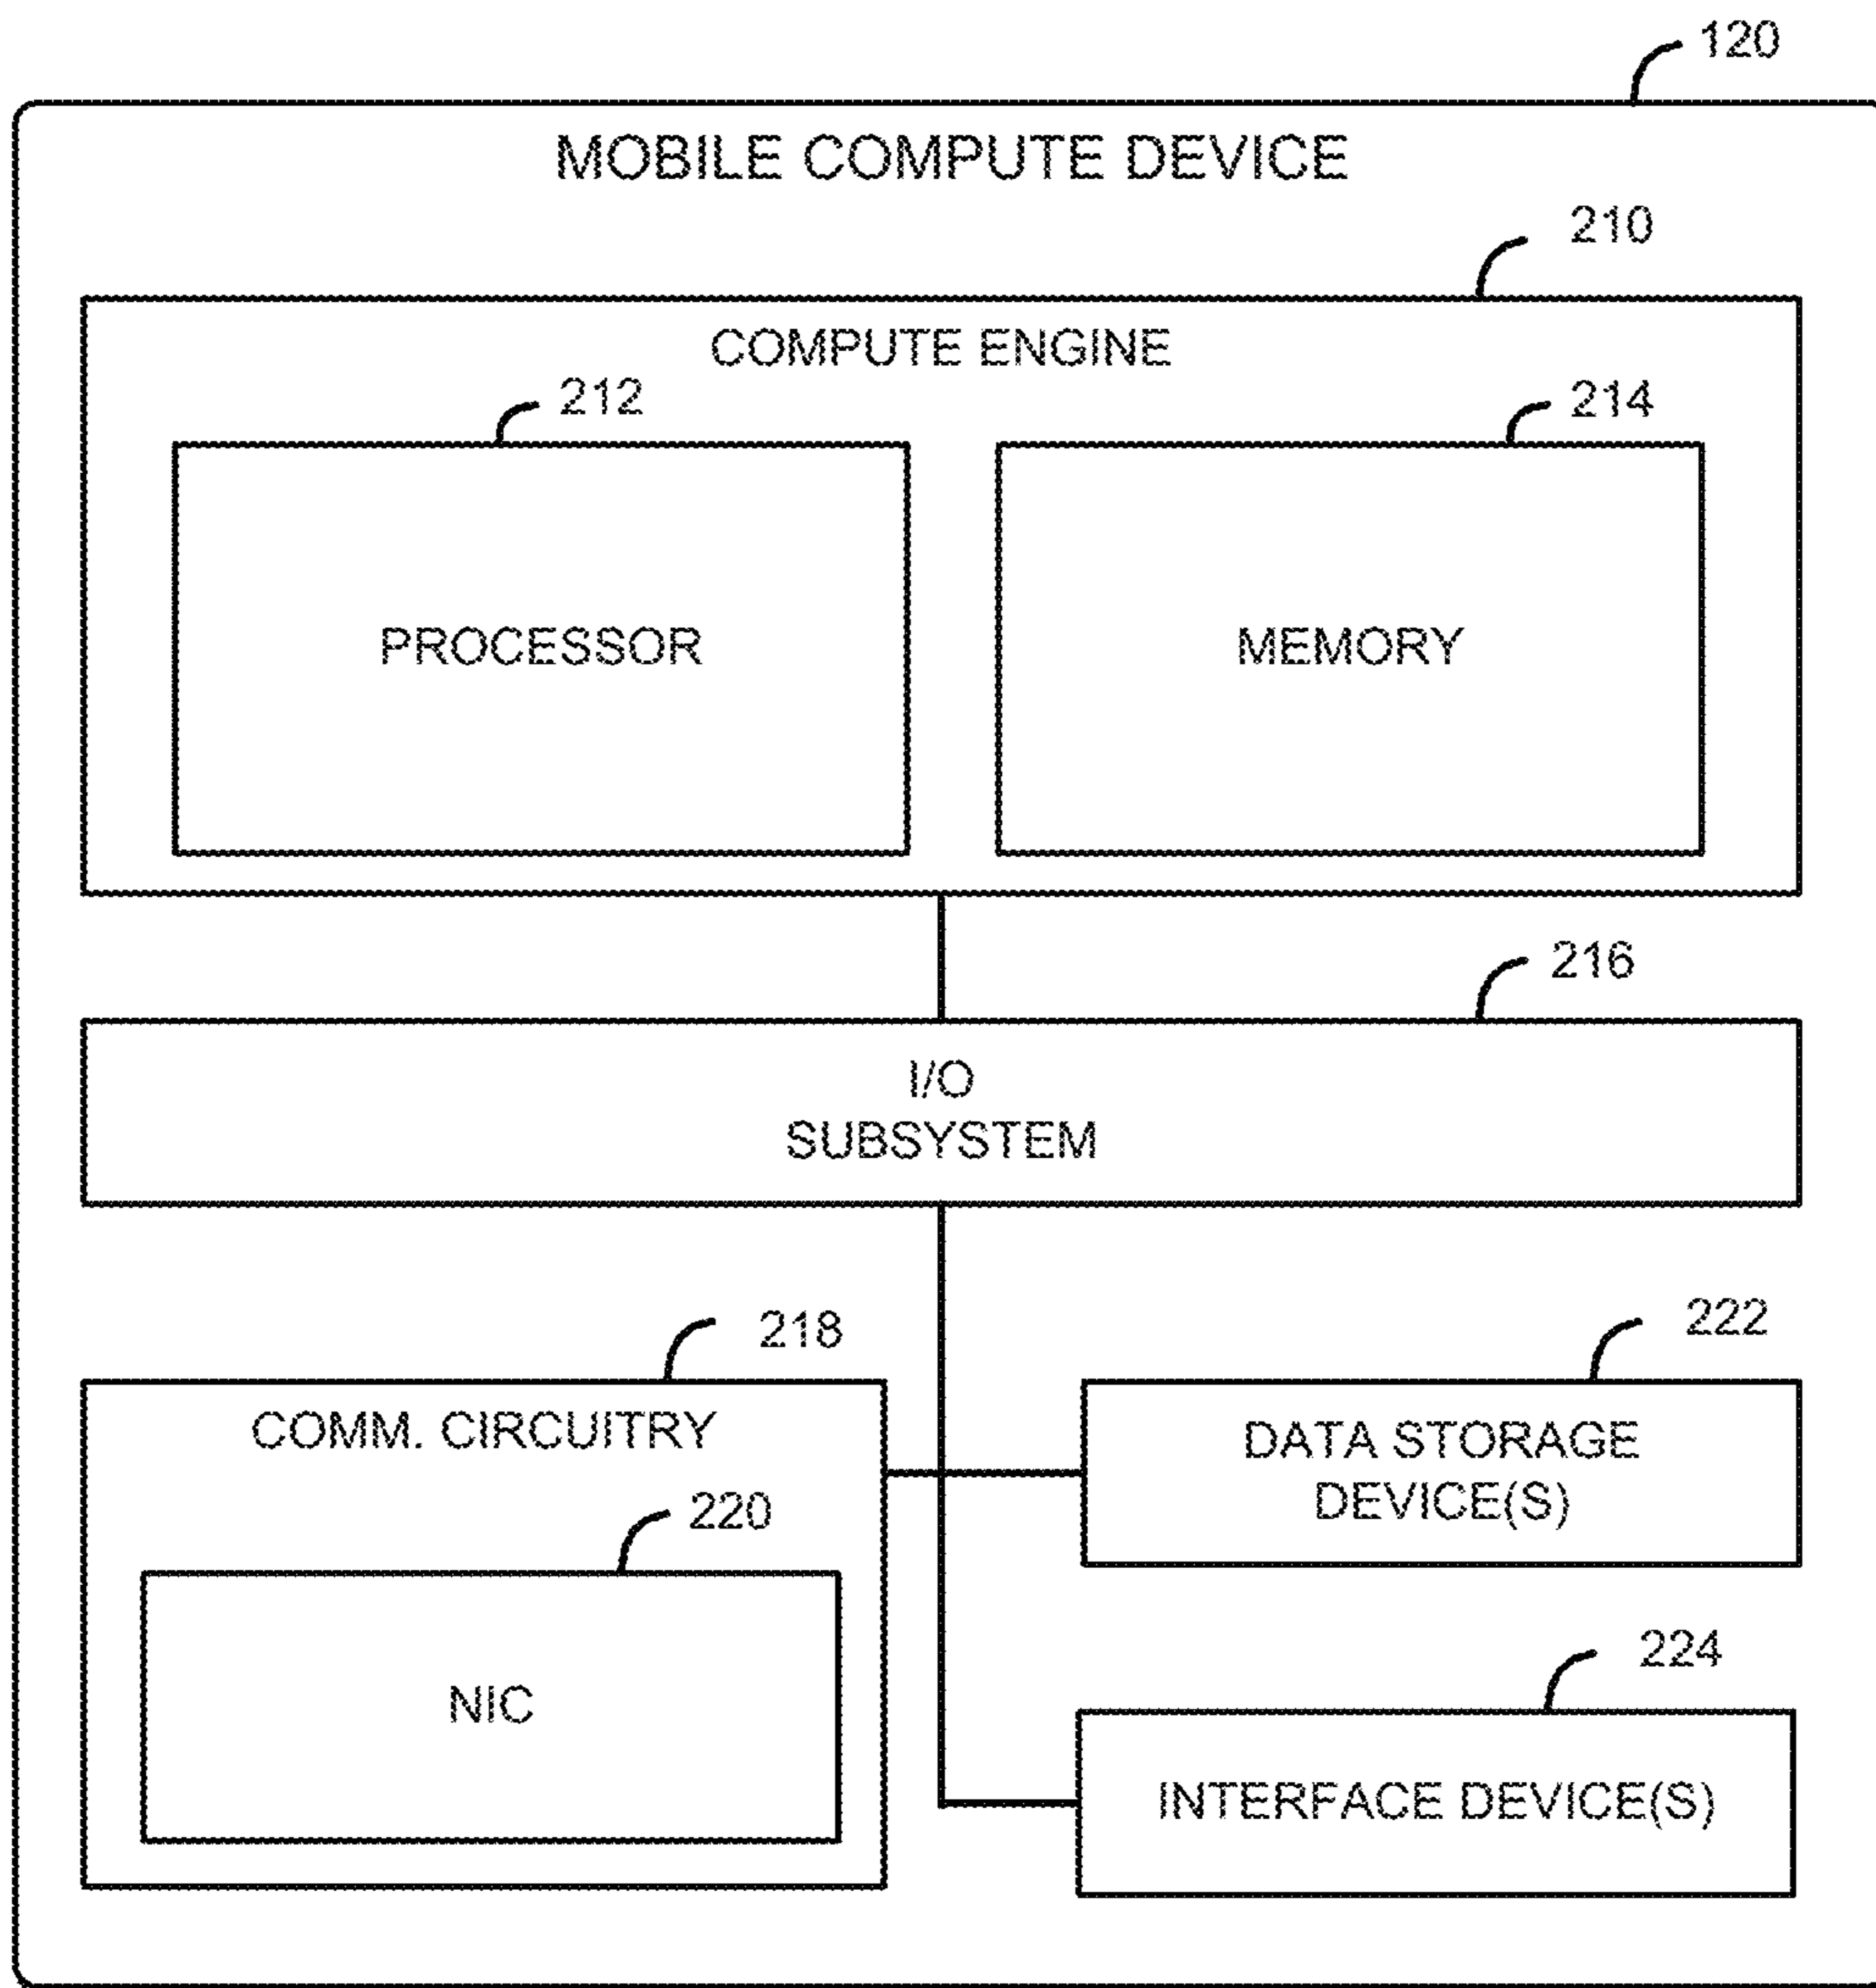 120
MOBILE COMPUTE DEVICE
210
COMPUTE ENGINE
212
214
PROCESSOR
MEMORY
216
I/O
SUBSYSTEM
218
222
COMM. CIRCUITRY
DATA STORAGE
DEVICE(S)
220
NIC
224
INTERFACE DEVICE(S)